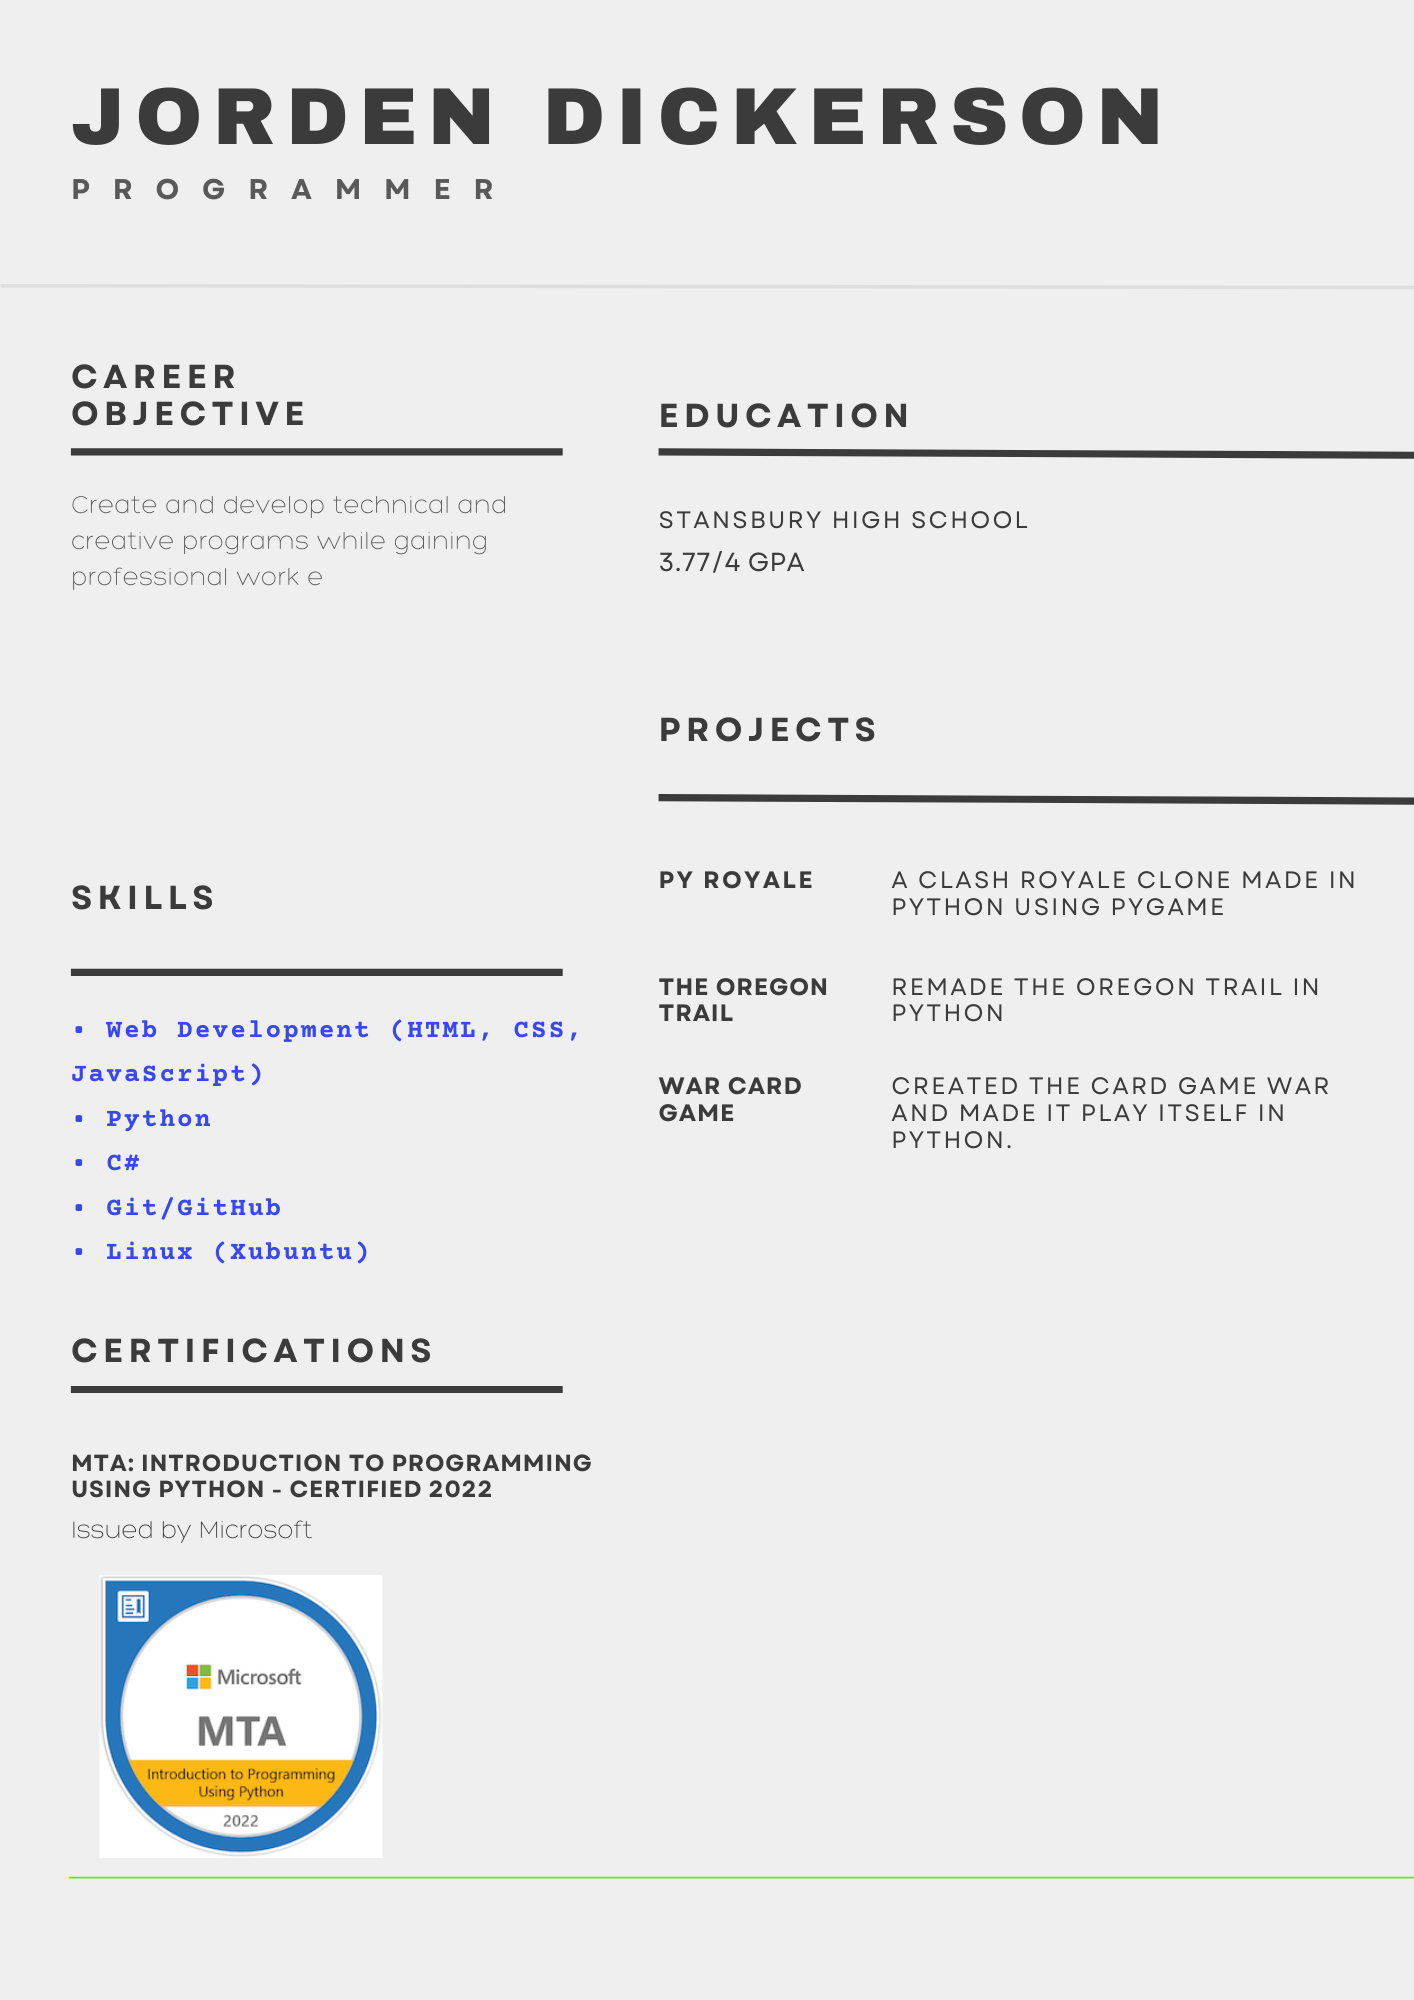 JORDEN DICKERSON
PROGRAMMER
CAREER
OBJECTIVE
Create and develop technical and
creative programs while gaining
professional work e
SKILLS
• Web Development (HTML, CSS,
JavaScript)
• Python
• C#
• Git/GitHub
• Linux (Xubuntu)
CERTIFICATIONS
MTA: INTRODUCTION TO PROGRAMMING
USING PYTHON - CERTIFIED 2022
Issued by Microsoft
Microsoft
MTA
Introduction to Programming
Using Python
2022
EDUCATION
STANSBURY HIGH SCHOOL
3.77/4 GPA
PROJECTS
PY ROYALE
A CLASH ROYALE CLONE MADE IN
PYTHON USING PYGAME
THE OREGON
TRAIL
REMADE THE OREGON TRAIL IN
PYTHON
WAR CARD
GAME
CREATED THE CARD GAME WAR
AND MADE IT PLAY ITSELF IN
PYTHON.